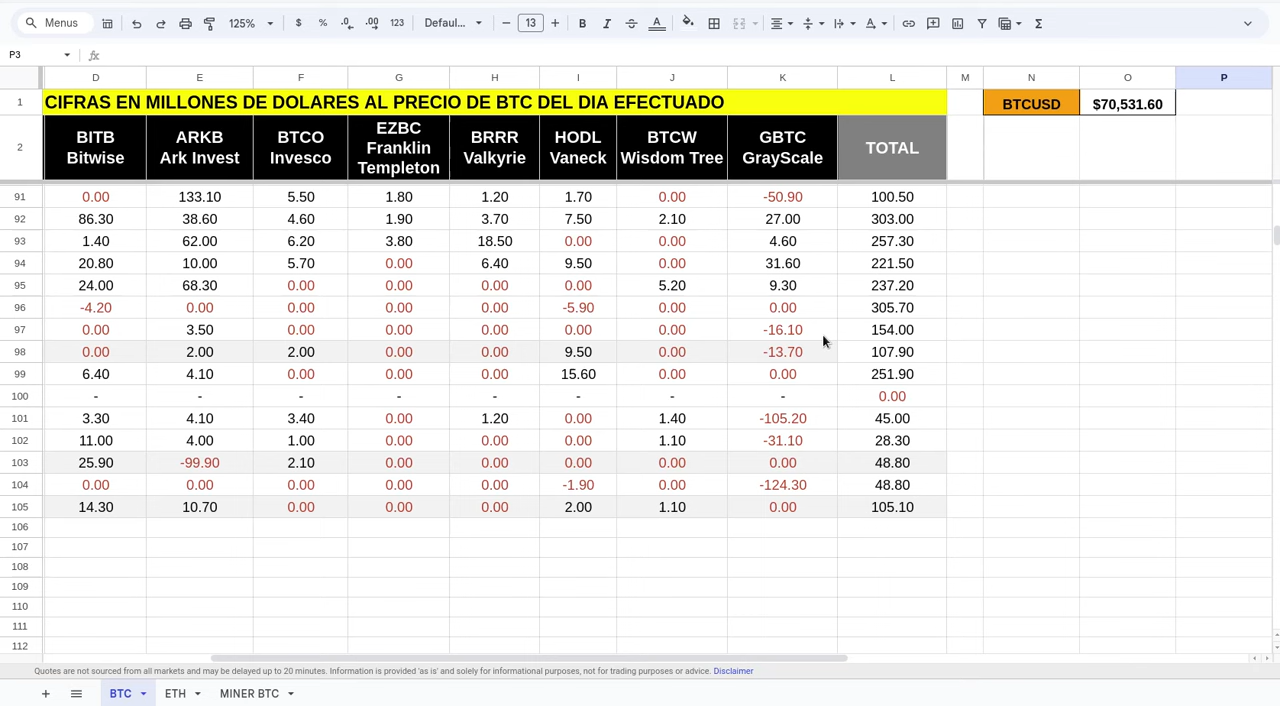 Menus 125% $ % .0 .00 123 Defaul... 13 B I A
P3 fx
D E F G H I J K L M N O P
1 CIFRAS EN MILLONES DE DOLARES AL PRECIO DE BTC DEL DIA EFECTUADO BTCUSD $70,531.60
2 BITB Bitwise ARKB Ark Invest BTCO Invesco EZBC Franklin Templeton BRRR Valkyrie HODL Vaneck BTCW Wisdom Tree GBTC GrayScale TOTAL
91 0.00 133.10 5.50 1.80 1.20 1.70 0.00 -50.90 100.50
92 86.30 38.60 4.60 1.90 3.70 7.50 2.10 27.00 303.00
93 1.40 62.00 6.20 3.80 18.50 0.00 0.00 4.60 257.30
94 20.80 10.00 5.70 0.00 6.40 9.50 0.00 31.60 221.50
95 24.00 68.30 0.00 0.00 0.00 0.00 5.20 9.30 237.20
96 -4.20 0.00 0.00 0.00 0.00 -5.90 0.00 0.00 305.70
97 0.00 3.50 0.00 0.00 0.00 0.00 0.00 -16.10 154.00
98 0.00 2.00 2.00 0.00 0.00 9.50 0.00 -13.70 107.90
99 6.40 4.10 0.00 0.00 0.00 15.60 0.00 0.00 251.90
100 - - - - - - - - 0.00
101 3.30 4.10 3.40 0.00 1.20 0.00 1.40 -105.20 45.00
102 11.00 4.00 1.00 0.00 0.00 0.00 1.10 -31.10 28.30
103 25.90 -99.90 2.10 0.00 0.00 0.00 0.00 0.00 48.80
104 0.00 0.00 0.00 0.00 0.00 -1.90 0.00 -124.30 48.80
105 14.30 10.70 0.00 0.00 0.00 2.00 1.10 0.00 105.10
106
107
108
109
110
111
112
Quotes are not sourced from all markets and may be delayed up to 20 minutes. Information is provided 'as is' and solely for informational purposes, not for trading purposes or advice. Disclaimer
BTC ETH MINER BTC